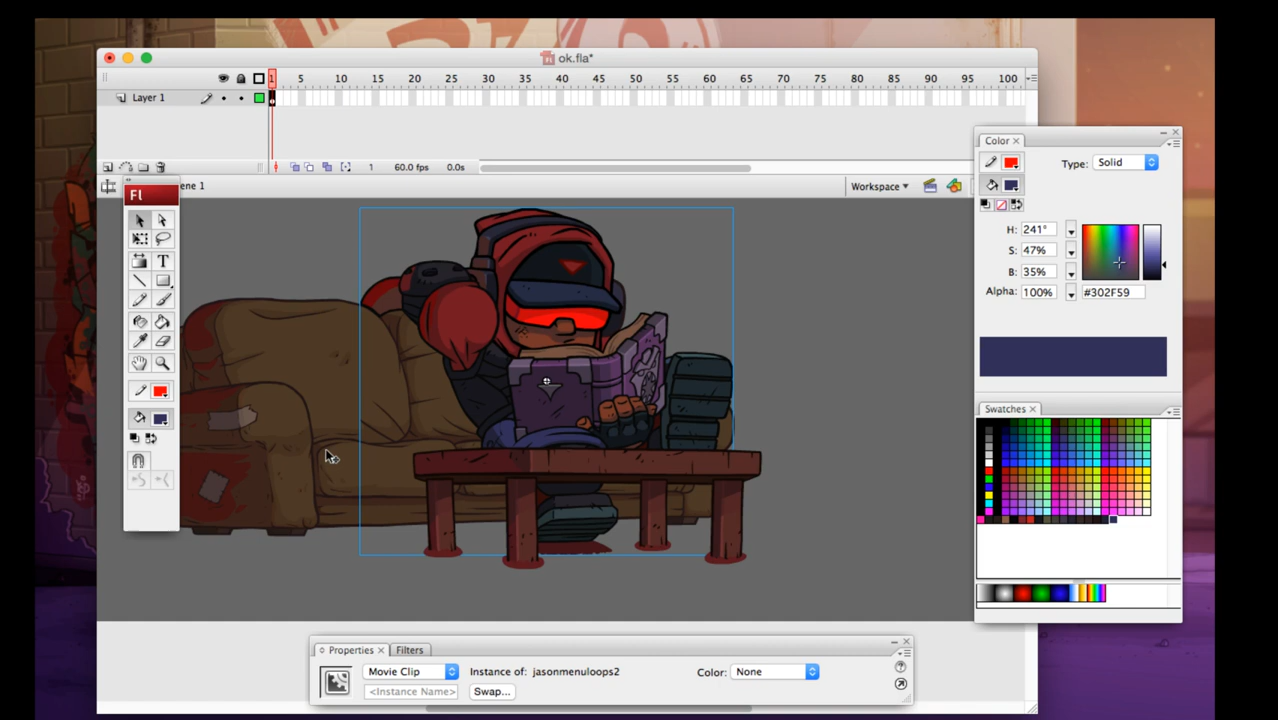 ok.fla*
1 5 10 15 20 25 30 35 40 45 50 55 60 65 70 75 80 85 90 95 100
Layer 1
1 60.0 fps 0.0s
ene 1
Workspace
Fl
T
Color
Type: Solid
H: 241°
S: 47%
B: 35%
Alpha: 100% #302F59
Swatches
Properties Filters
Movie Clip Instance of: jasonmenuloops2 Color: None
<Instance Name> Swap...